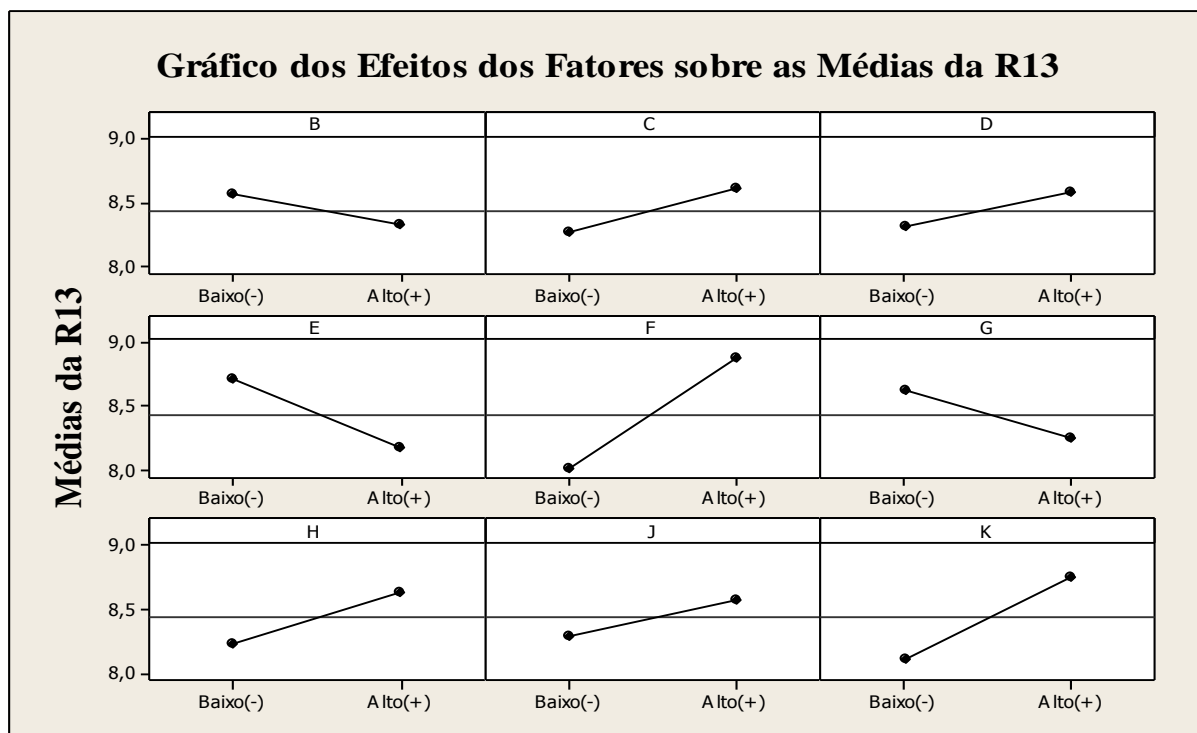 Gráfico dos Efeitos dos Fatores sobre as Médias da R13
Médias da R13
B C D
9,0
8,5
8,0
Baixo(-) Alto(+) Baixo(-) Alto(+) Baixo(-) Alto(+)
E F G
9,0
8,5
8,0
Baixo(-) Alto(+) Baixo(-) Alto(+) Baixo(-) Alto(+)
H J K
9,0
8,5
8,0
Baixo(-) Alto(+) Baixo(-) Alto(+) Baixo(-) Alto(+)